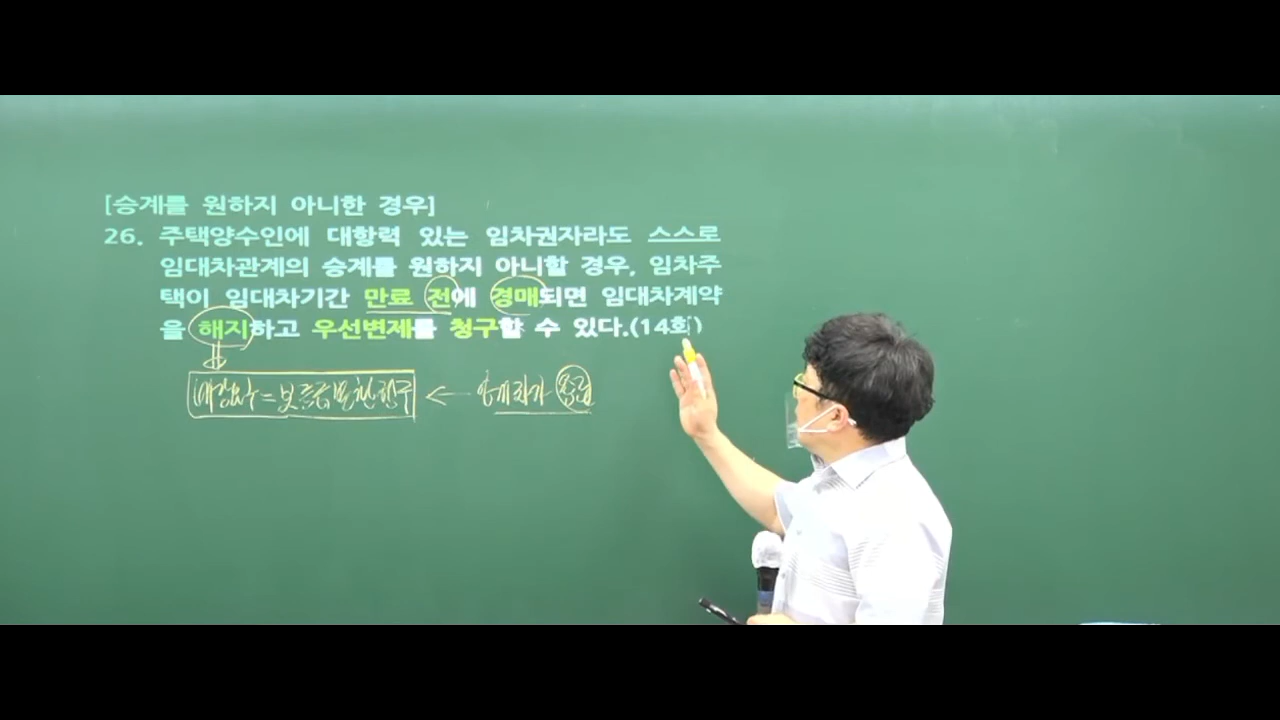 [승계를 원하지 아니한 경우]
26. 주택양수인에 대항력 있는 임차권자라도 스스로
임대차관계의 승계를 원하지 아니할 경우, 임차주
택이 임대차기간 만료 전에 경매되면 임대차계약
을 해지하고 우선변제를 청구할 수 있다.(14회)
= 보증금 ←